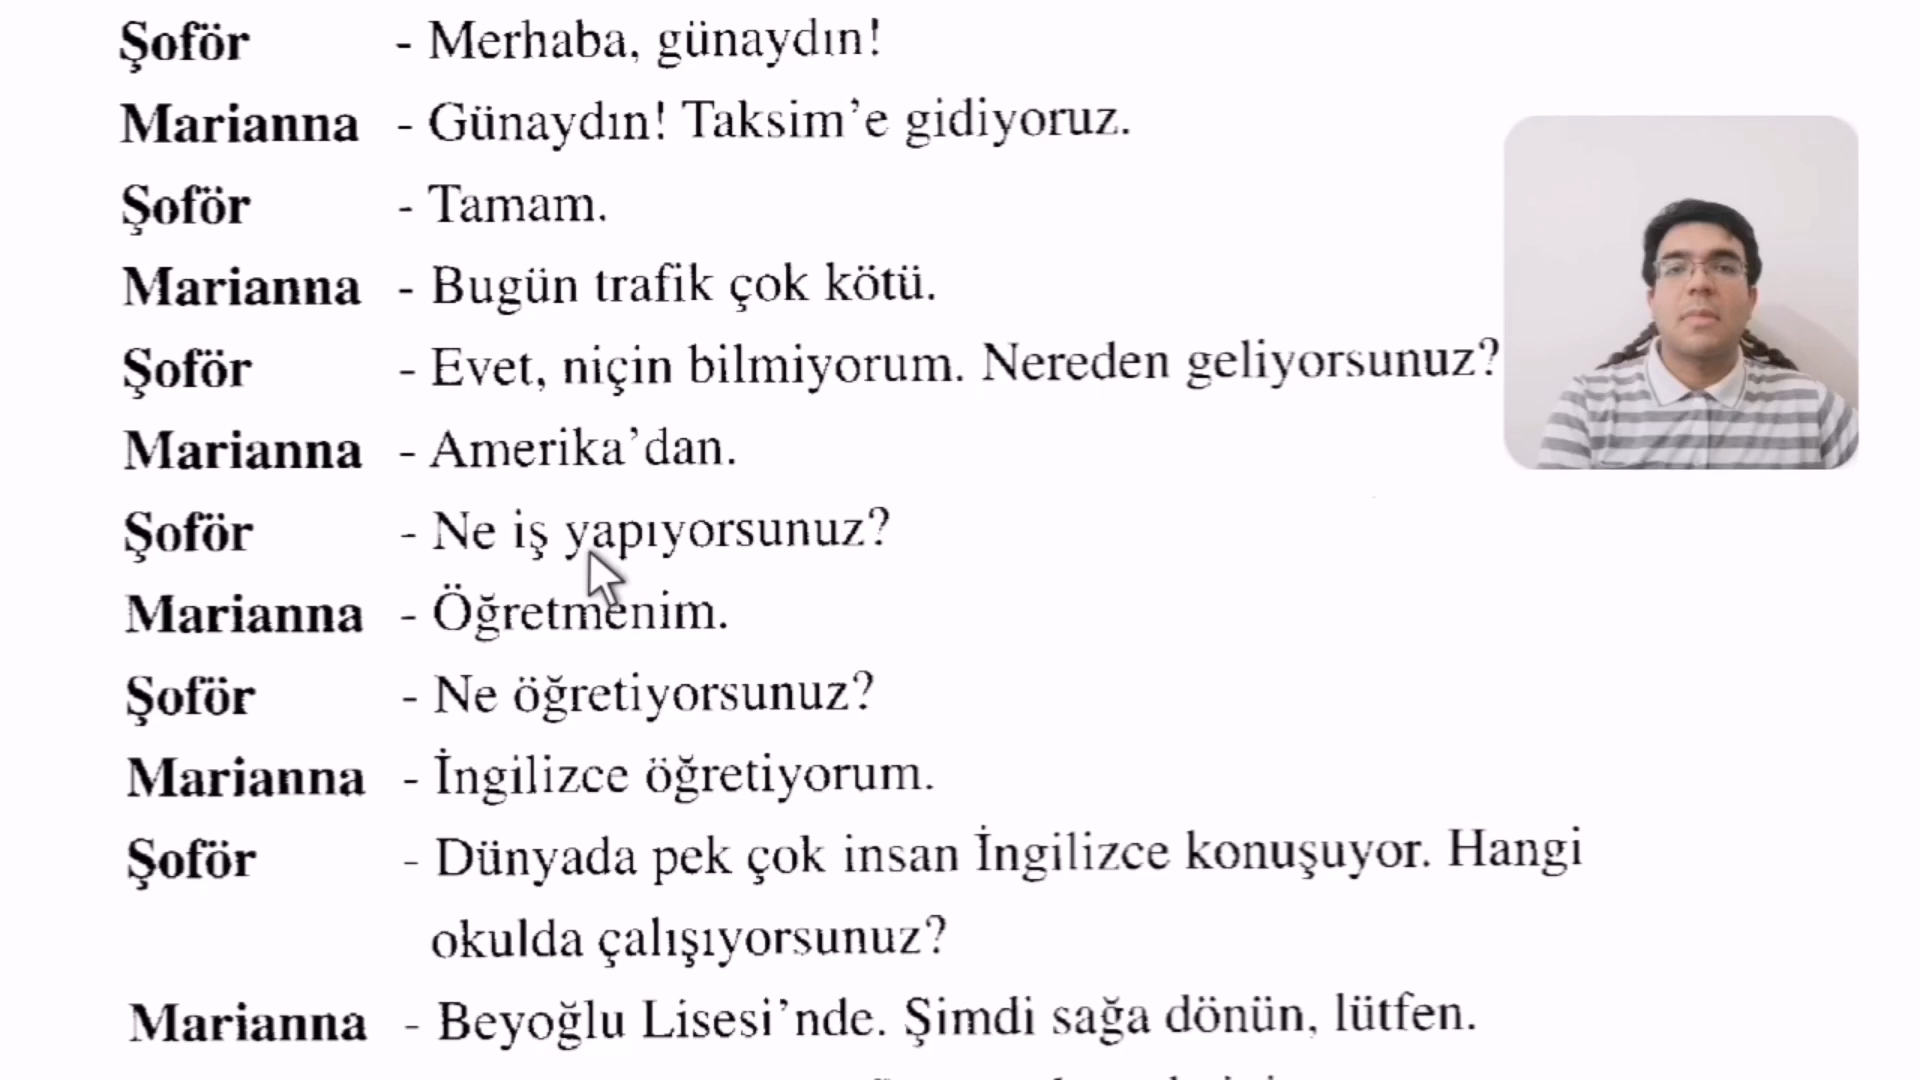 Şoför - Merhaba, günaydın!
Marianna - Günaydın! Taksim'e gidiyoruz.
Şoför - Tamam.
Marianna - Bugün trafik çok kötü.
Şoför - Evet, niçin bilmiyorum. Nereden geliyorsunuz?
Marianna - Amerika'dan.
Şoför - Ne iş yapıyorsunuz?
Marianna - Öğretmenim.
Şoför - Ne öğretiyorsunuz?
Marianna - İngilizce öğretiyorum.
Şoför - Dünyada pek çok insan İngilizce konuşuyor. Hangi
okulda çalışıyorsunuz?
Marianna - Beyoğlu Lisesi'nde. Şimdi sağa dönün, lütfen.